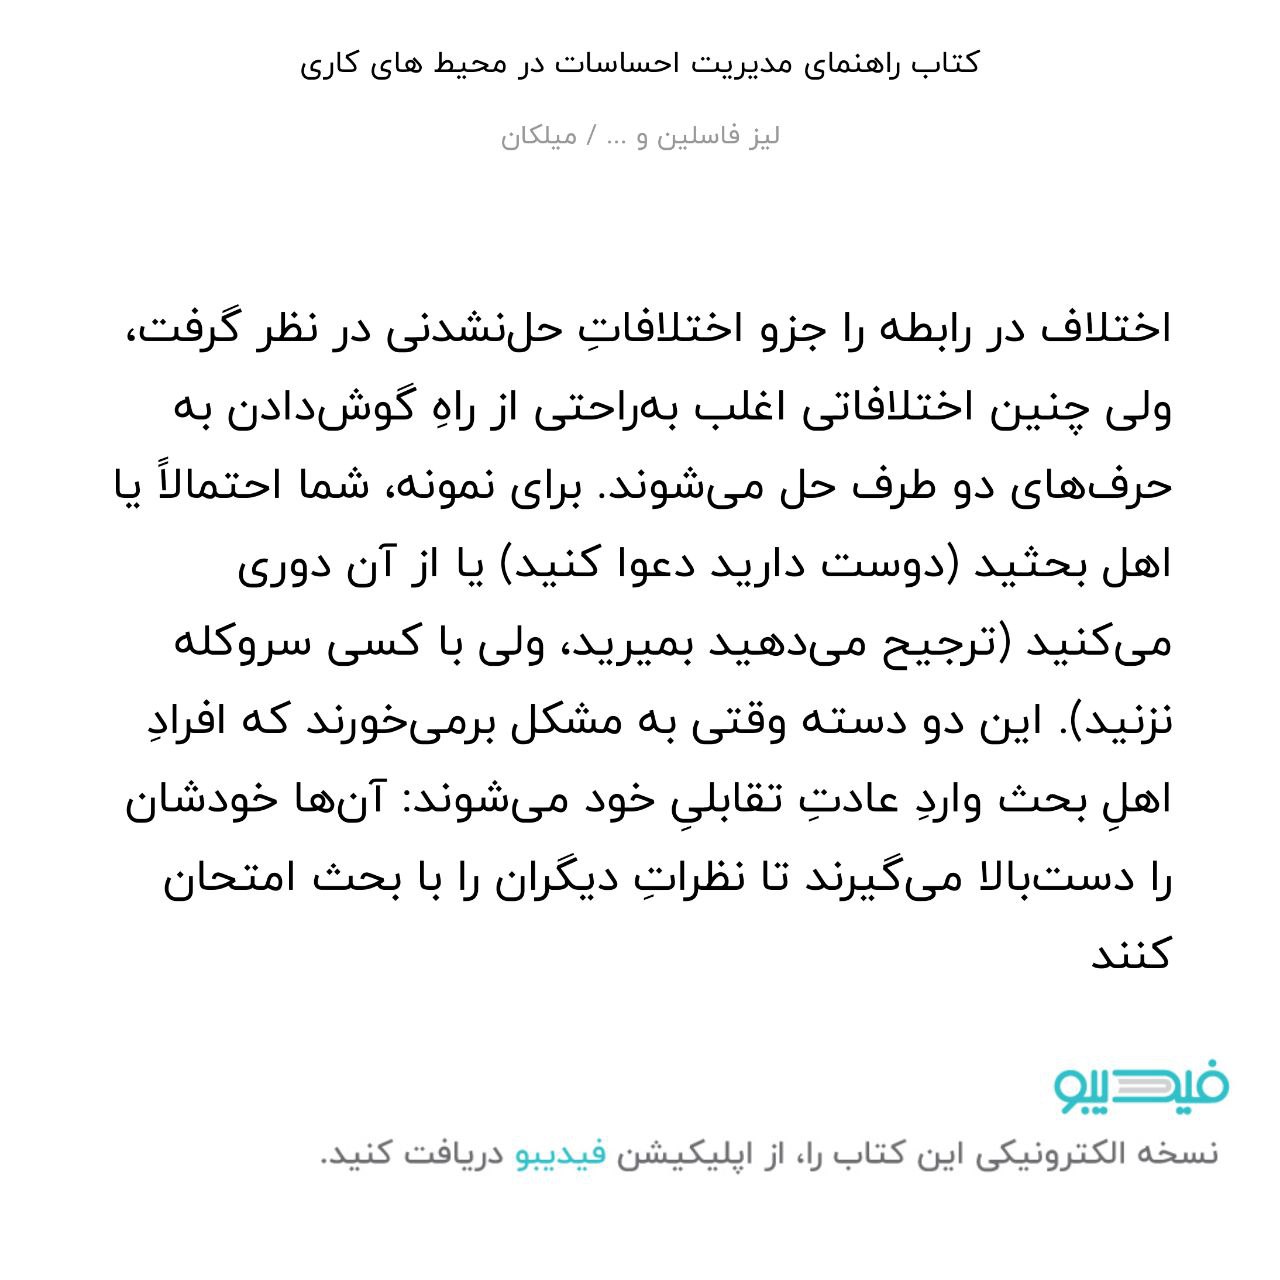 کتاب راهنمای مدیریت احساسات در محیط های کاری
لیز فاسلین و ... / میلکان
اختلاف در رابطه را جزو اختلافاتِ حل‌نشدنی در نظر گرفت،
ولی چنین اختلافاتی اغلب به‌راحتی از راهِ گوش‌دادن به
حرف‌های دو طرف حل می‌شوند. برای نمونه، شما احتمالاً یا
اهل بحثید (دوست دارید دعوا کنید) یا از آن دوری
می‌کنید (ترجیح می‌دهید بمیرید، ولی با کسی سروکله
نزنید). این دو دسته وقتی به مشکل برمی‌خورند که افرادِ
اهلِ بحث واردِ عادتِ تقابلیِ خود می‌شوند: آن‌ها خودشان
را دست‌بالا می‌گیرند تا نظراتِ دیگران را با بحث امتحان
کنند
فیدیبو
نسخه الکترونیکی این کتاب را، از اپلیکیشن فیدیبو دریافت کنید.